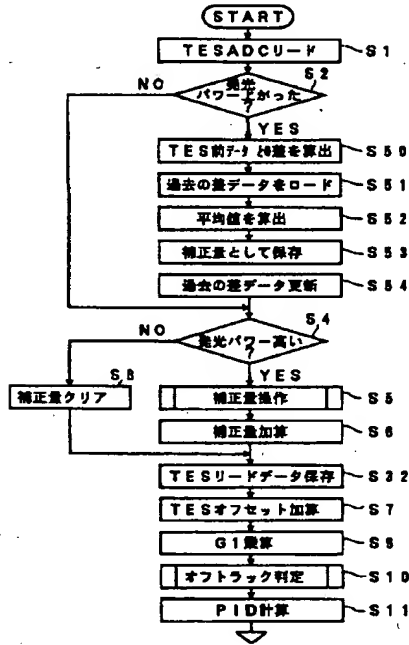 START
TESADCリード
S1
発光
パワー上がった
?
S2
NO
YES
TES前データとの差を算出
S50
過去の差データをロード
S51
平均値を算出
S52
補正量として保存
S53
過去の差データ更新
S54
発光パワー高い
?
S4
NO
YES
補正量クリア
S8
補正量操作
S5
補正量加算
S6
TESリードデータ保存
S32
TESオフセット加算
S7
G1乗算
S9
オフトラック判定
S10
PID計算
S11